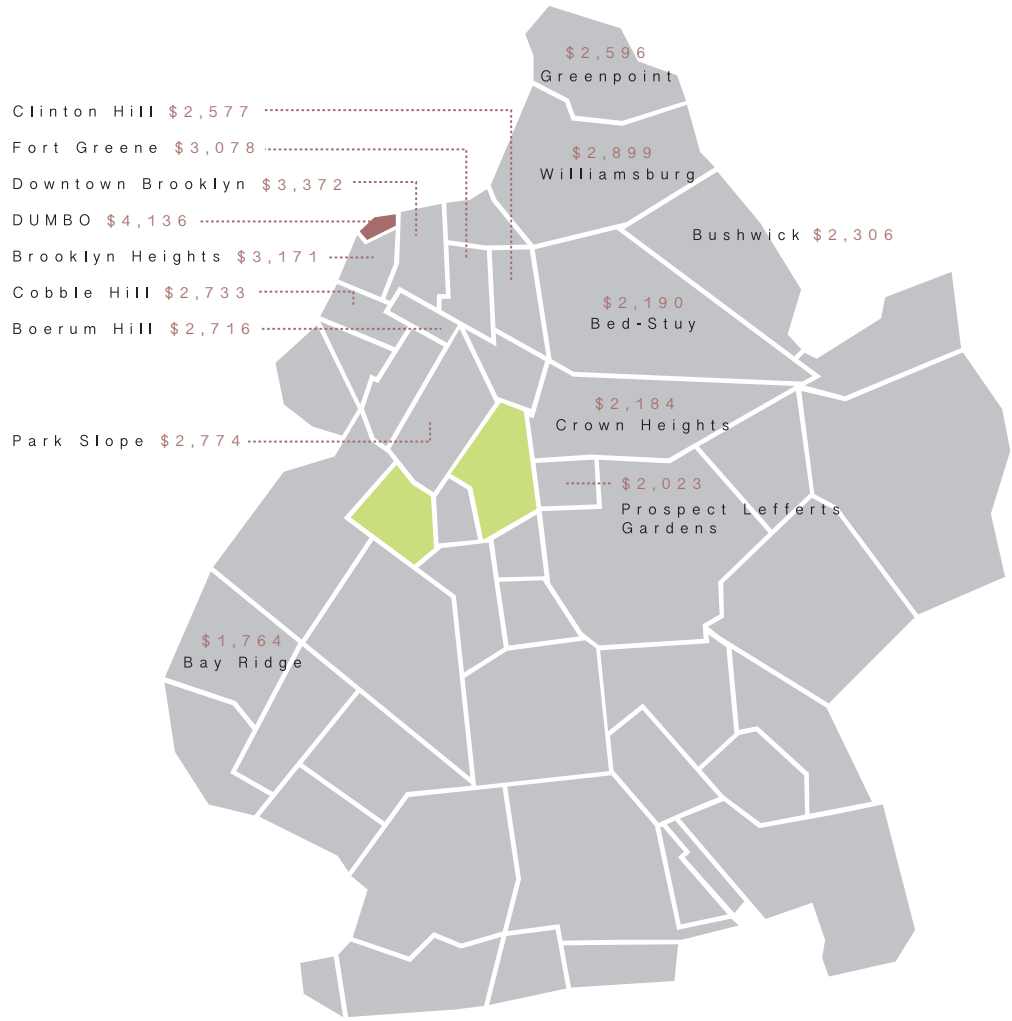 $2,596
Greenpoint
Clinton Hill $2,577
Fort Greene $3,078
$2,899
Williamsburg
Downtown Brooklyn $3,372
DUMBO $4,136
Bushwick $2,306
Brooklyn Heights $3,171
Cobble Hill $2,733
$2,190
Bed-Stuy
Boerum Hill $2,716
$2,184
Crown Heights
Park Slope $2,774
$2,023
Prospect Lefferts
Gardens
$1,764
Bay Ridge